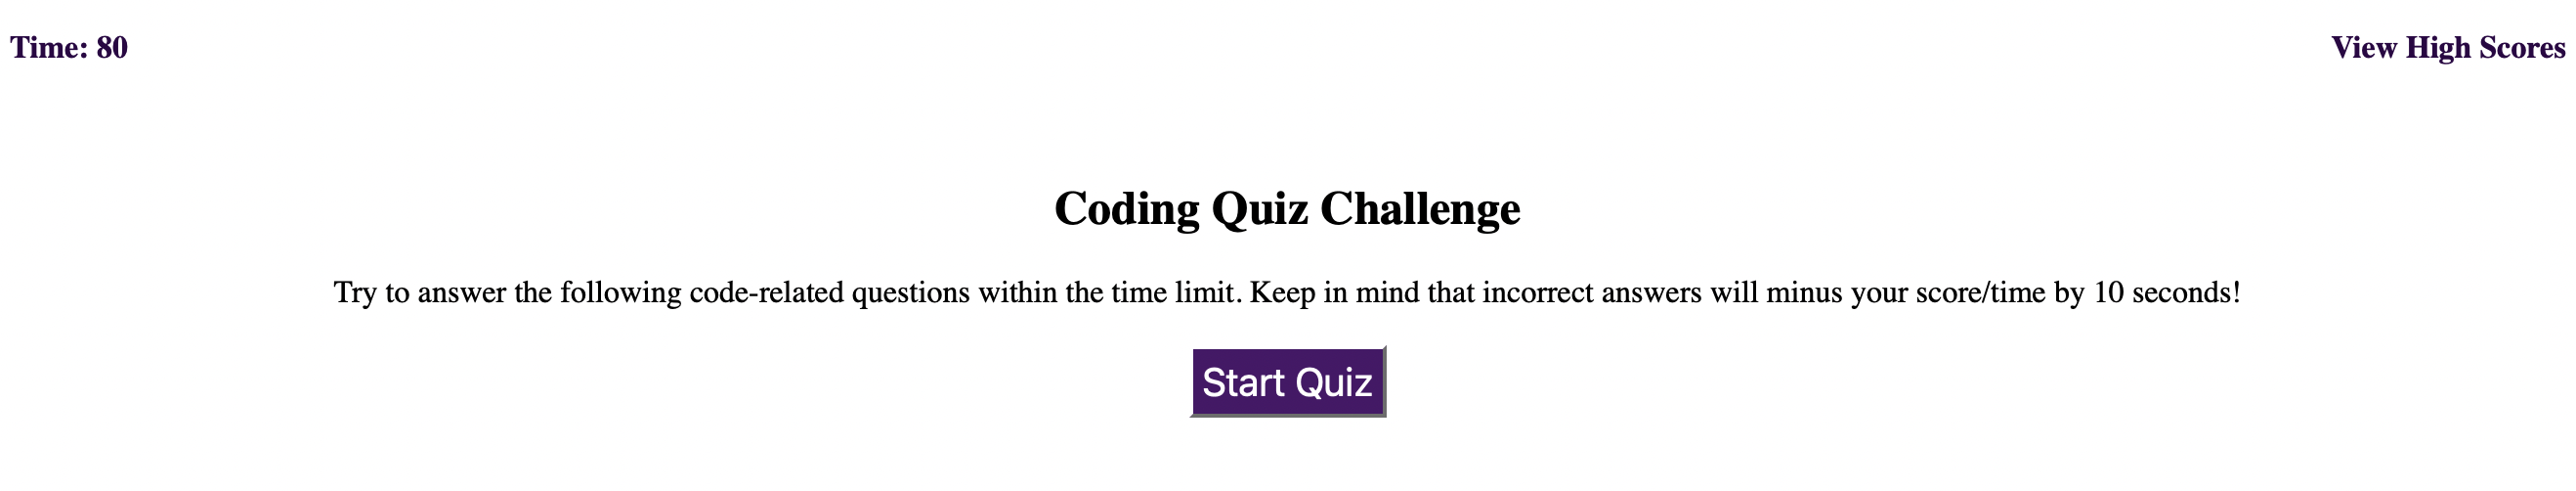 Time: 80
View High Scores
Coding Quiz Challenge
Try to answer the following code-related questions within the time limit. Keep in mind that incorrect answers will minus your score/time by 10 seconds!
Start Quiz